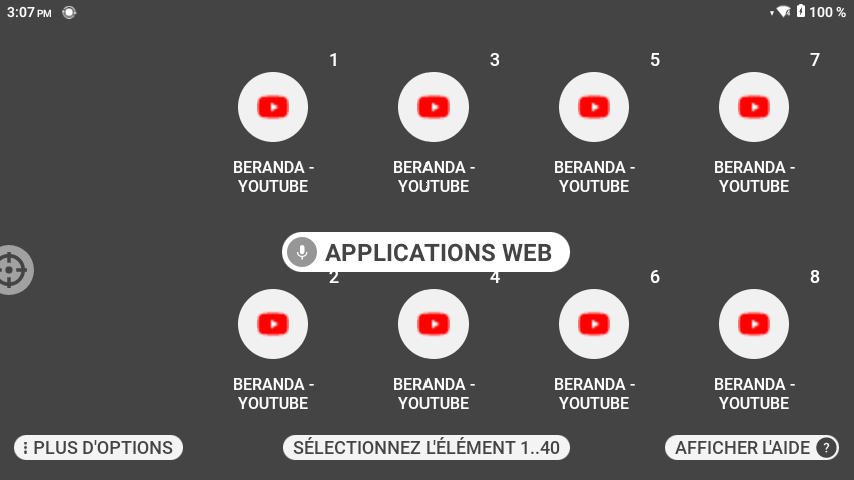 3:07 PM
100 %
1
3
5
7
BERANDA -
YOUTUBE
BERANDA -
YOUTUBE
BERANDA -
YOUTUBE
BERANDA -
YOUTUBE
APPLICATIONS WEB
2
4
6
8
BERANDA -
YOUTUBE
BERANDA -
YOUTUBE
BERANDA -
YOUTUBE
BERANDA -
YOUTUBE
PLUS D'OPTIONS
SÉLECTIONNEZ L'ÉLÉMENT 1..40
AFFICHER L'AIDE ?